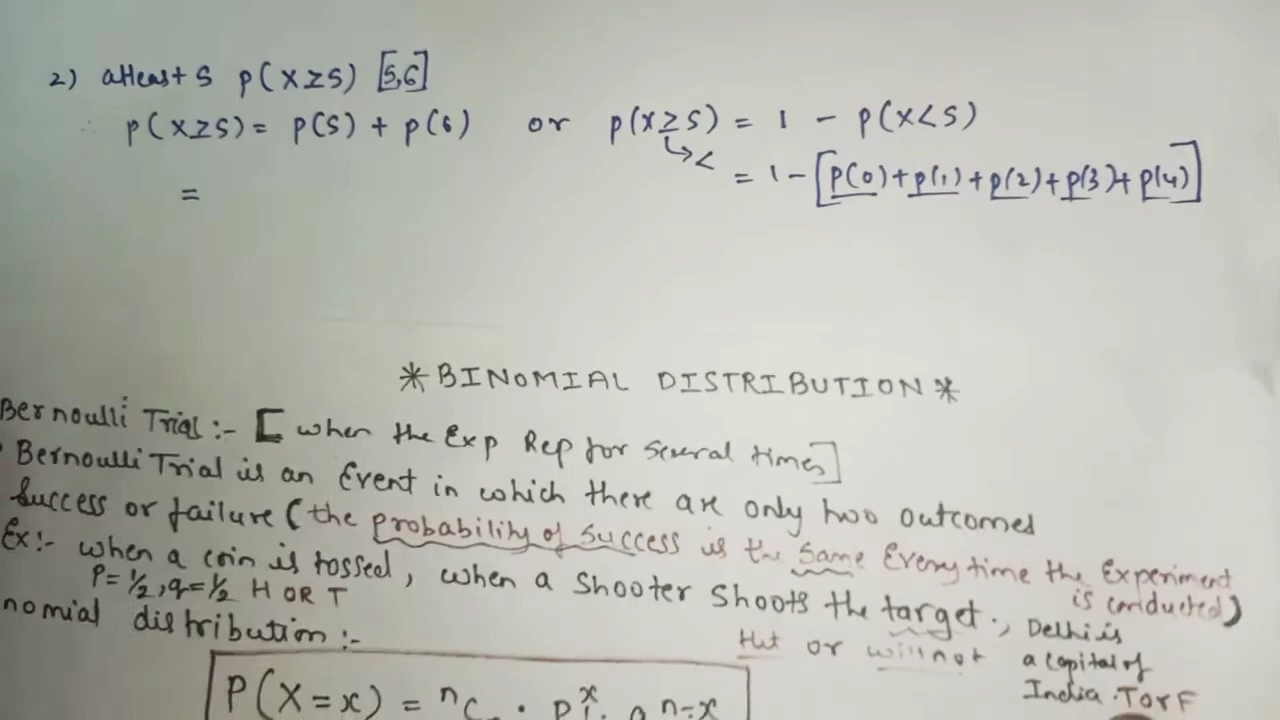 2) atleast 5 p(X≥5) [5,6]
∴ p(X≥5) = p(5) + p(6) or p(X≥5) = 1 - p(X<5)
↳<
= = 1 - [p(0)+p(1)+p(2)+p(3)+p(4)]
*BINOMIAL DISTRIBUTION*
Bernoulli Trial:- [when the Exp Rep for several times]
Bernoulli Trial is an Event in which there are only two outcomes
Success or failure (the probability of success is the same Every time the Experiment is conducted)
Ex:- when a coin is tossed, when a shooter shoots the target., Delhi is a capital of India. T or F
P=1/2, q=1/2 H OR T
Hit or will not
nomial distribution:-
P(X=x) = nC · P^x · q^n-x